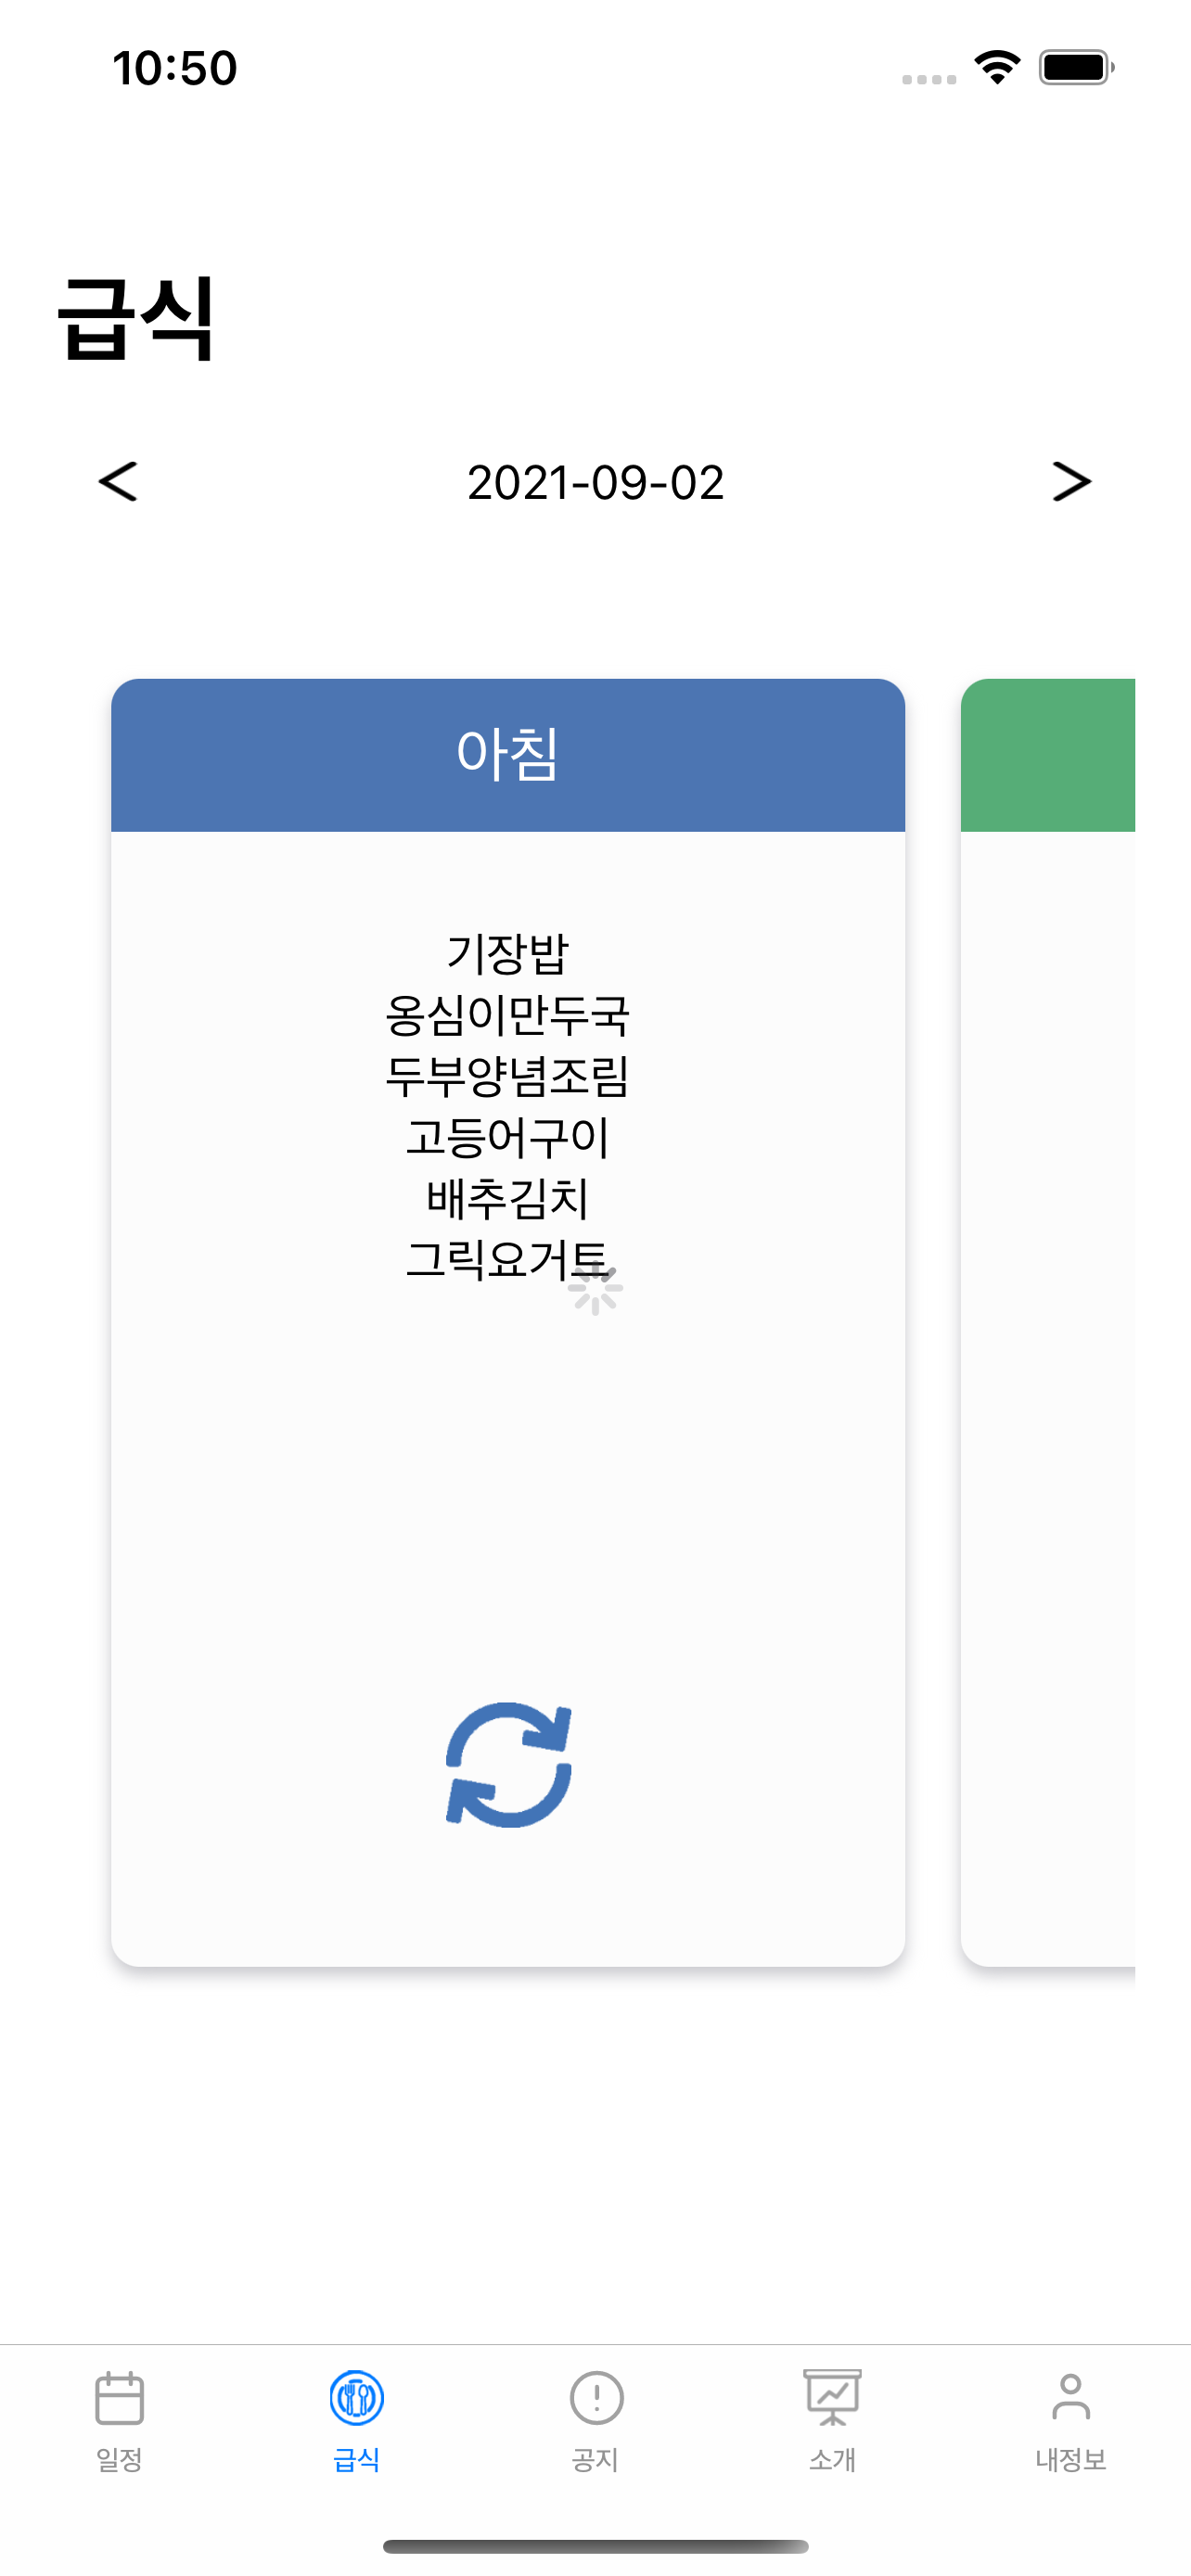 10:50
급식
2021-09-02
아침
기장밥
옹심이만두국
두부양념조림
고등어구이
배추김치
그릭요거트
일정
급식
공지
소개
내정보